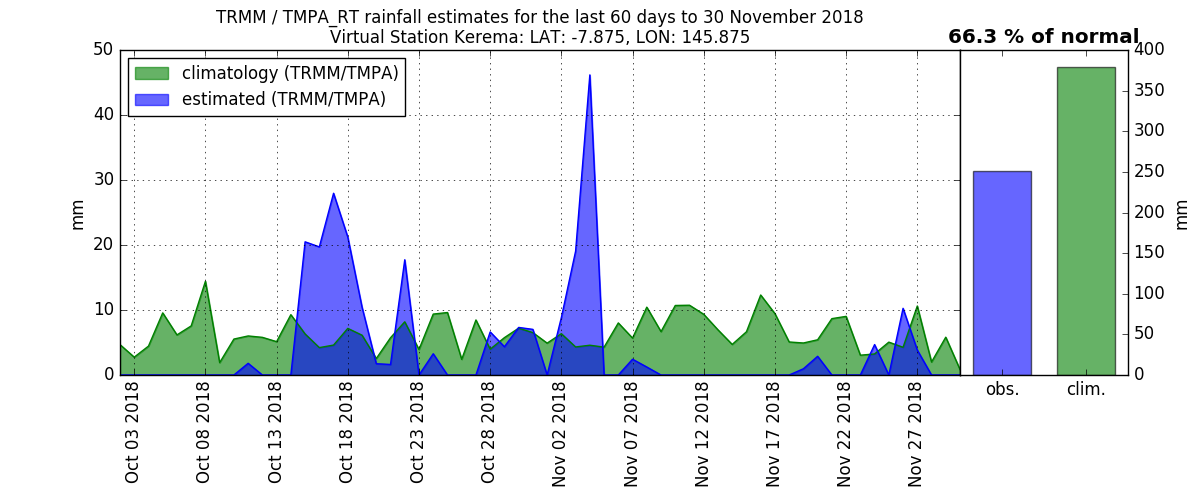 TRMM / TMPA_RT rainfall estimates for the last 60 days to 30 November 2018
Virtual Station Kerema: LAT: -7.875, LON: 145.875
66.3 % of normal
climatology (TRMM/TMPA)
estimated (TRMM/TMPA)
50
40
30
20
10
0
mm
Oct 03 2018
Oct 08 2018
Oct 13 2018
Oct 18 2018
Oct 23 2018
Oct 28 2018
Nov 02 2018
Nov 07 2018
Nov 12 2018
Nov 17 2018
Nov 22 2018
Nov 27 2018
obs.
clim.
400
350
300
250
200
150
100
50
0
mm